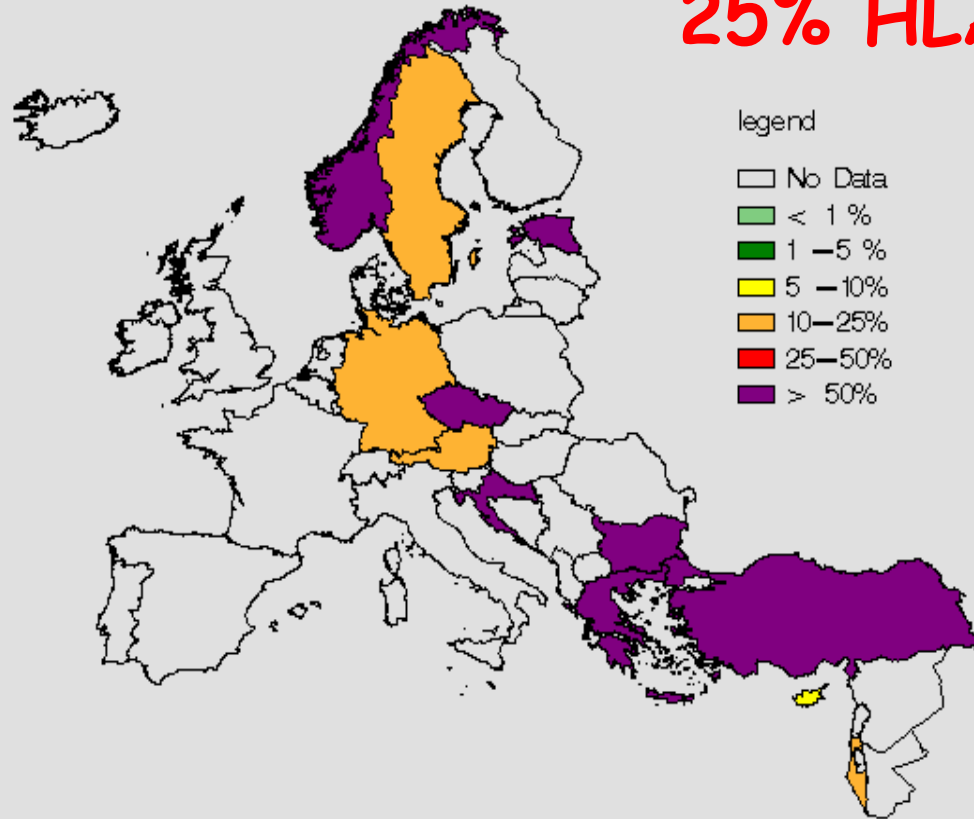 25% HL
legend
No Data
< 1 %
1 – 5 %
5 – 10%
10 – 25%
25 – 50%
> 50%